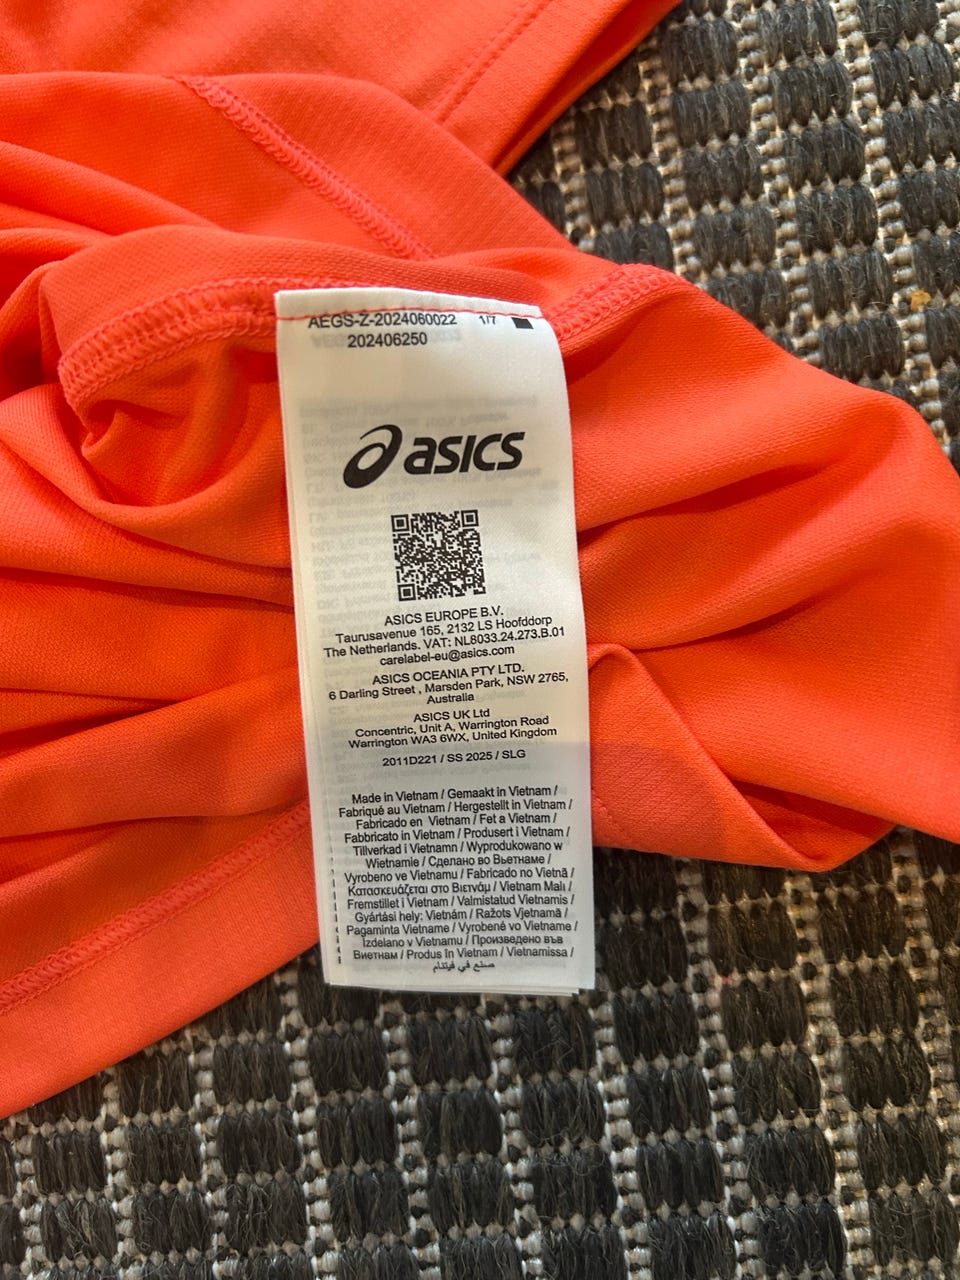 AEGS-Z-2024060022 1/7
202406250
asics
ASICS EUROPE B.V.
Taurusavenue 165, 2132 LS Hoofddorp
The Netherlands. VAT: NL8033.24.273.B.01
carelabel-eu@asics.com
ASICS OCEANIA PTY LTD.
6 Darling Street , Marsden Park, NSW 2765,
Australia
ASICS UK Ltd
Concentric, Unit A, Warrington Road
Warrington WA3 6WX, United Kingdom
2011D221 / SS 2025 / SLG
Made in Vietnam / Gemaakt in Vietnam /
Fabriqué au Vietnam / Hergestellt in Vietnam /
Fabricado en Vietnam / Fet a Vietnam /
Fabbricato in Vietnam / Produsert i Vietnam /
Tillverkad i Vietnamn / Wyprodukowano w
Wietnamie / Сделано во Вьетнаме /
Vyrobeno ve Vietnamu / Fabricado no Vietnã /
Κατασκευάζεται στο Βιετνάμ / Vietnam Malı /
Fremstillet i Vietnam / Valmistatud Vietnamis /
Gyártási hely: Vietnám / Ražots Vjetnamā /
Pagaminta Vietname / Vyrobené vo Vietname /
Izdelano v Vietnamu / Произведено във
Виетнам / Produs în Vietnam / Vietnamissa /
صنع في فيتنام